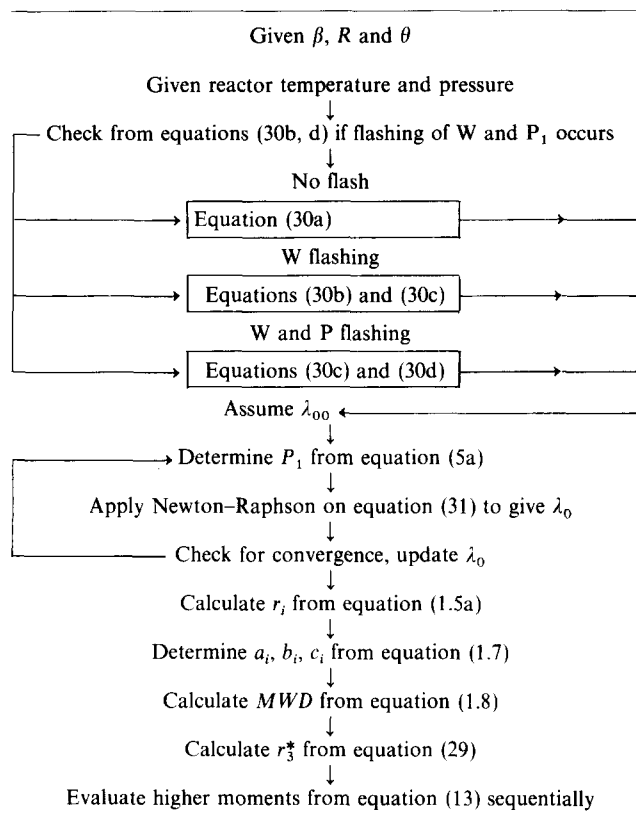 Given β, R and θ
Given reactor temperature and pressure
Check from equations (30b, d) if flashing of W and P₁ occurs
No flash
Equation (30a)
W flashing
Equations (30b) and (30c)
W and P flashing
Equations (30c) and (30d)
Assume λ₀₀
Determine P₁ from equation (5a)
Apply Newton–Raphson on equation (31) to give λ₀
Check for convergence, update λ₀
Calculate rᵢ from equation (1.5a)
Determine aᵢ, bᵢ, cᵢ from equation (1.7)
Calculate MWD from equation (1.8)
Calculate r₃* from equation (29)
Evaluate higher moments from equation (13) sequentially